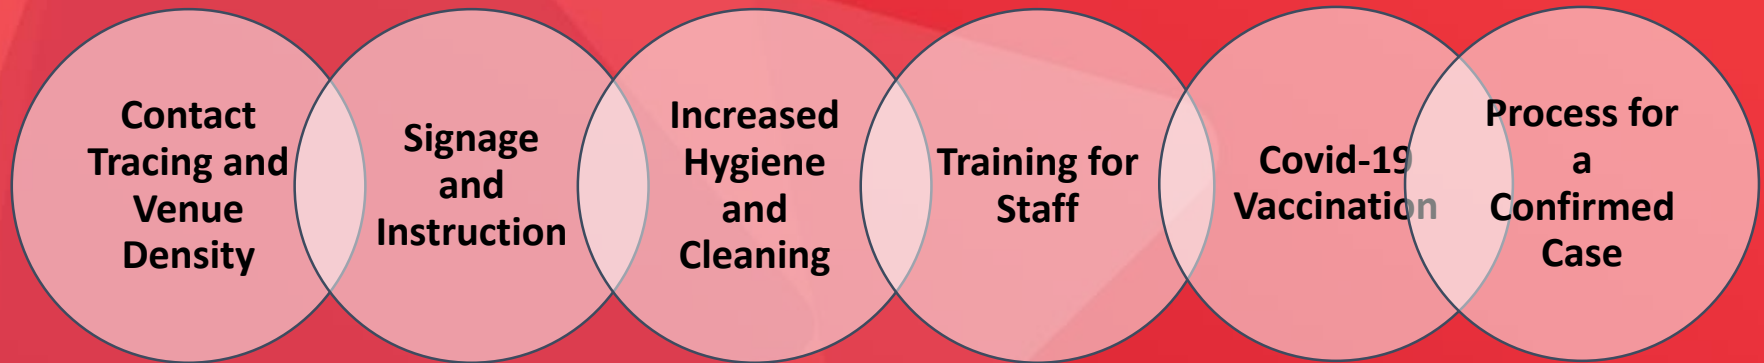 Contact
Tracing and
Venue
Density
Signage
and
Instruction
Increased
Hygiene
and
Cleaning
Training for
Staff
Covid-19
Vaccination
Process for
a
Confirmed
Case